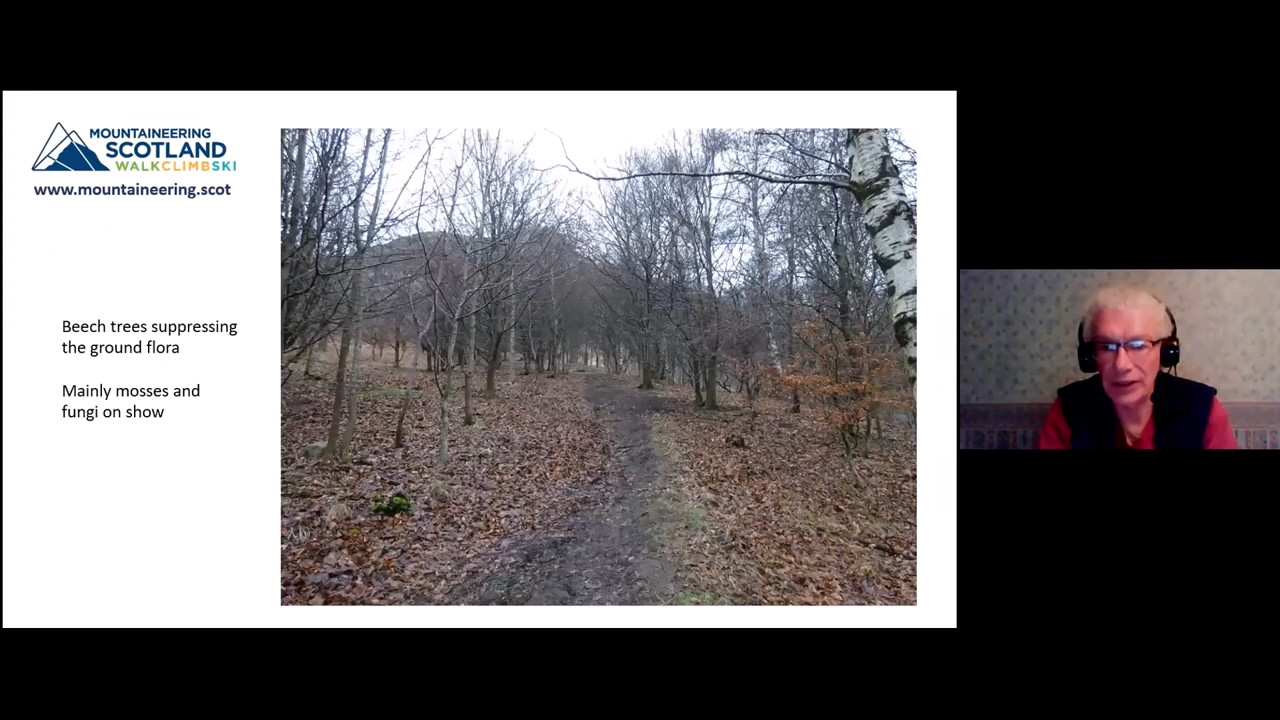 MOUNTAINEERING
SCOTLAND
WALKCLIMBSKI
www.mountaineering.scot
Beech trees suppressing
the ground flora
Mainly mosses and
fungi on show